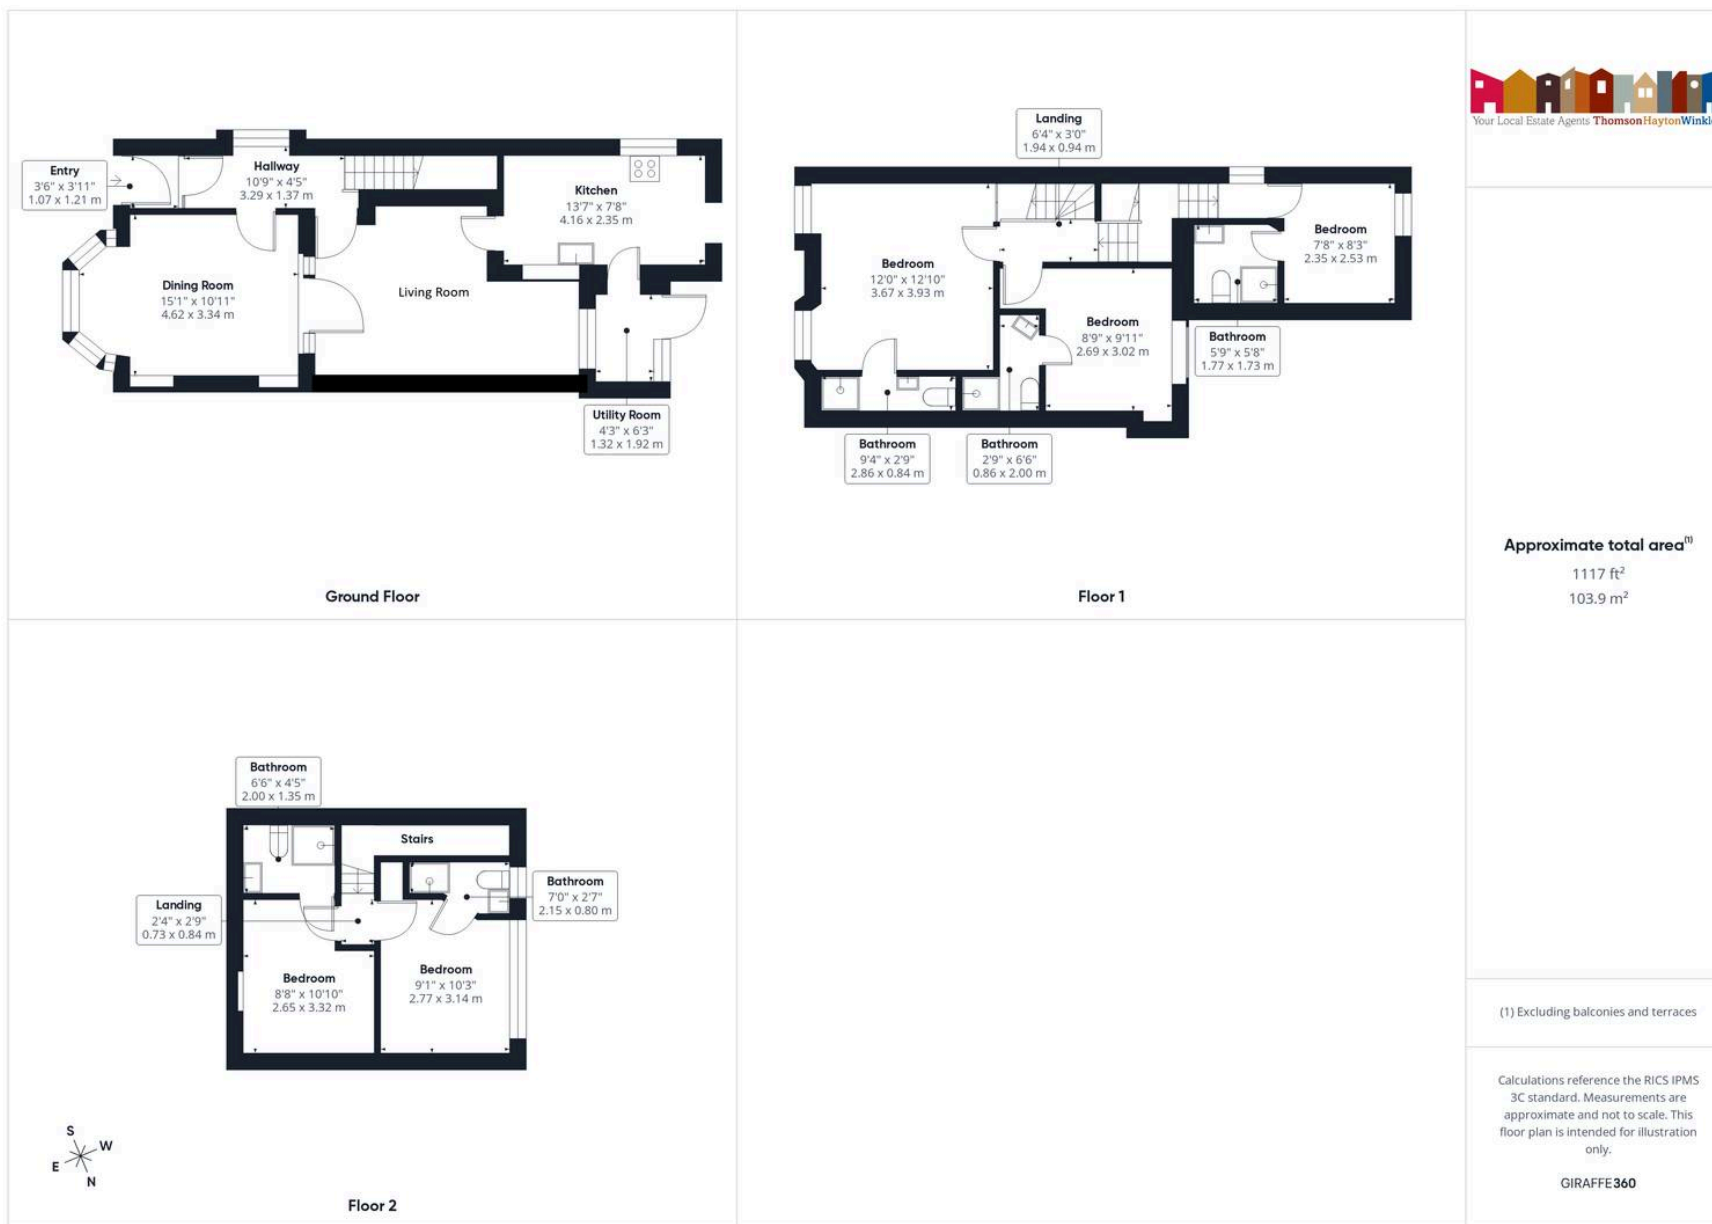 Entry
3'6" x 3'11"
1.07 x 1.21 m
Hallway
10'9" x 4'5"
3.29 x 1.37 m
Kitchen
13'7" x 7'8"
4.16 x 2.35 m
Dining Room
15'1" x 10'11"
4.62 x 3.34 m
Living Room
Utility Room
4'3" x 6'3"
1.32 x 1.92 m
Ground Floor
Landing
6'4" x 3'0"
1.94 x 0.94 m
Bedroom
12'0" x 12'10"
3.67 x 3.93 m
Bedroom
7'8" x 8'3"
2.35 x 2.53 m
Bedroom
8'9" x 9'11"
2.69 x 3.02 m
Bathroom
5'9" x 5'8"
1.77 x 1.73 m
Bathroom
9'4" x 2'9"
2.86 x 0.84 m
Bathroom
2'9" x 6'6"
0.86 x 2.00 m
Floor 1
Bathroom
6'6" x 4'5"
2.00 x 1.35 m
Stairs
Bathroom
7'0" x 2'7"
2.15 x 0.80 m
Landing
2'4" x 2'9"
0.73 x 0.84 m
Bedroom
8'8" x 10'10"
2.65 x 3.32 m
Bedroom
9'1" x 10'3"
2.77 x 3.14 m
S
W
E
N
Floor 2
Your Local Estate Agents ThomsonHaytonWinkl
Approximate total area(1)
1117 ft²
103.9 m²
(1) Excluding balconies and terraces
Calculations reference the RICS IPMS
3C standard. Measurements are
approximate and not to scale. This
floor plan is intended for illustration
only.
GIRAFFE360